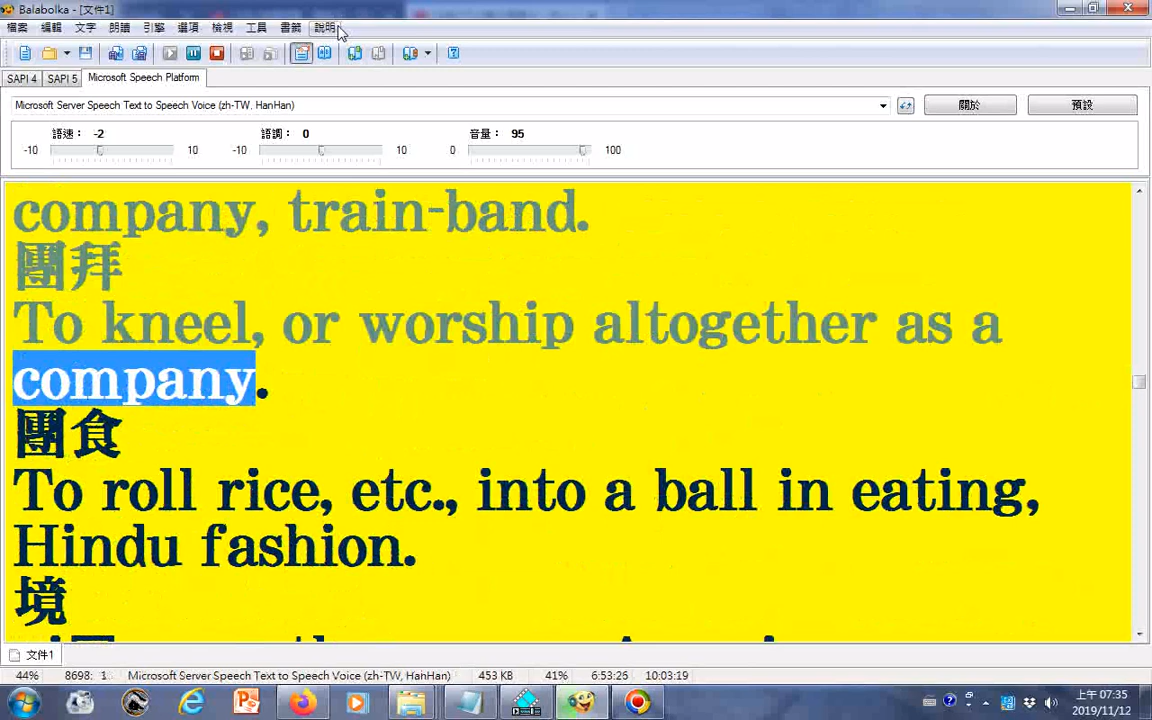 Balabolka - [文件1]
檔案 編輯 文字 朗讀 引擎 選項 檢視 工具 書籤 說明
SAPI 4 SAPI 5 Microsoft Speech Platform
Microsoft Server Speech Text to Speech Voice (zh-TW, HanHan) 關於 預設
語速： -2 語調： 0 音量： 95
-10 10 -10 10 0 100
company, train-band.
團拜
To kneel, or worship altogether as a
company.
團食
To roll rice, etc., into a ball in eating,
Hindu fashion.
境
文件1
44% 8698: 1 Microsoft Server Speech Text to Speech Voice (zh-TW, HanHan) 453 KB 41% 6:53:26 10:03:19
上午 07:35
2019/11/12